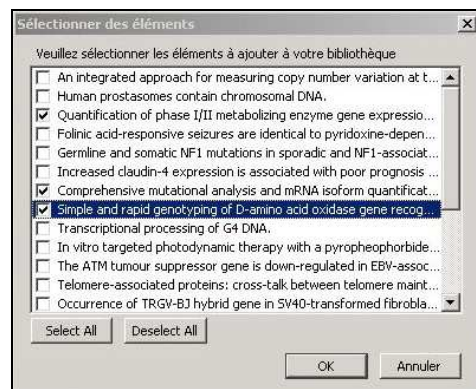 Sélectionner des éléments
Veuillez sélectionner les éléments à ajouter à votre bibliothèque
An integrated approach for measuring copy number variation at t...
Human prostasomes contain chromosomal DNA.
Quantification of phase I/II metabolizing enzyme gene expressio...
Folinic acid-responsive seizures are identical to pyridoxine-depen...
Germline and somatic NF1 mutations in sporadic and NF1-associat...
Increased claudin-4 expression is associated with poor prognosis ...
Comprehensive mutational analysis and mRNA isoform quantificat...
Simple and rapid genotyping of D-amino acid oxidase gene recog...
Transcriptional processing of G4 DNA.
In vitro targeted photodynamic therapy with a pyropheophorbide...
The ATM tumour suppressor gene is down-regulated in EBV-assoc...
Telomere-associated proteins: cross-talk between telomere maint...
Occurrence of TRGV-BJ hybrid gene in SV40-transformed fibrobla...
Select All Deselect All
OK Annuler